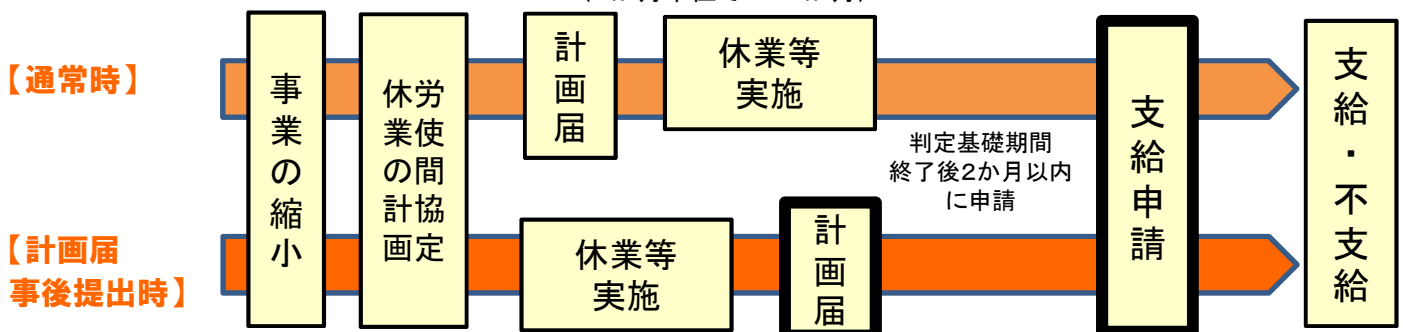 【通常時】
事業の縮小
労使間協定
休業の計画
計画届
休業等
実施
判定基礎期間
終了後2か月以内
に申請
支給申請
支給・不支給
【計画届
事後提出時】
休業等
実施
計画届